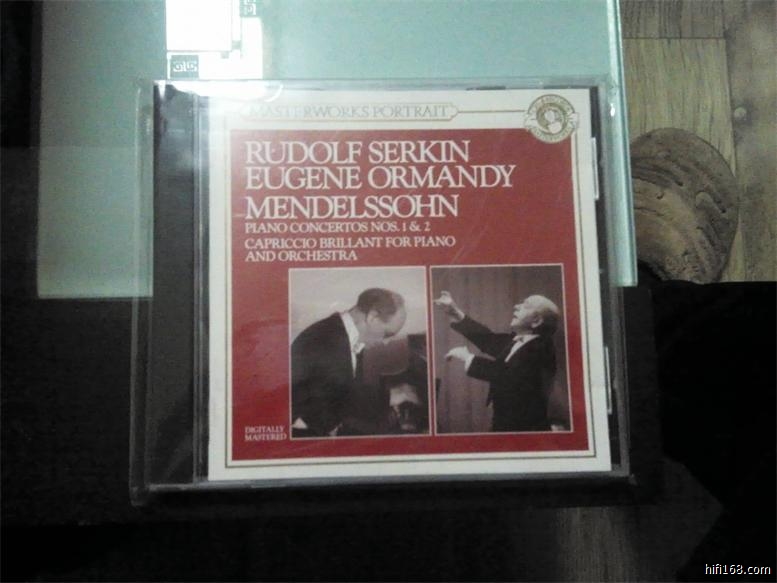 MASTERWORKS PORTRAIT
RUDOLF SERKIN
EUGENE ORMANDY
MENDELSSOHN
PIANO CONCERTOS NOS. 1 & 2
CAPRICCIO BRILLANT FOR PIANO
AND ORCHESTRA
DIGITALLY
MASTERED
hifi168.com